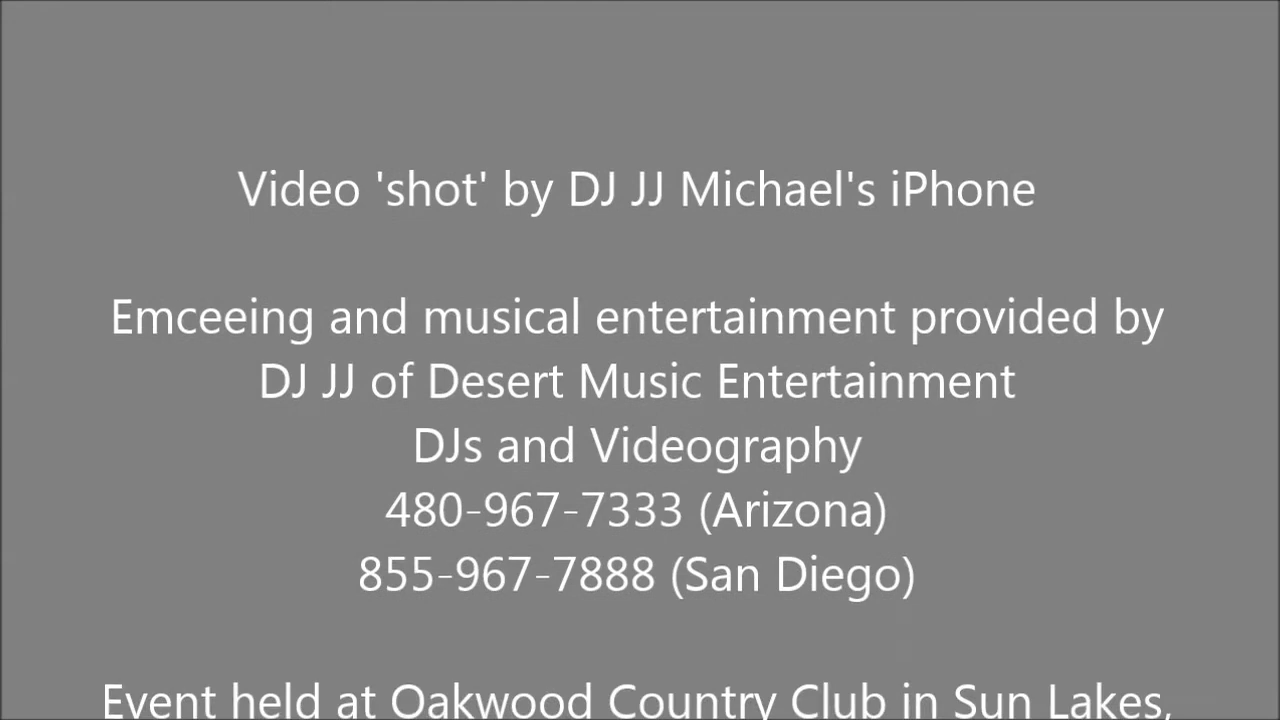 Video 'shot' by DJ JJ Michael's iPhone
Emceeing and musical entertainment provided by
DJ JJ of Desert Music Entertainment
DJs and Videography
480-967-7333 (Arizona)
855-967-7888 (San Diego)
Event held at Oakwood Country Club in Sun Lakes,